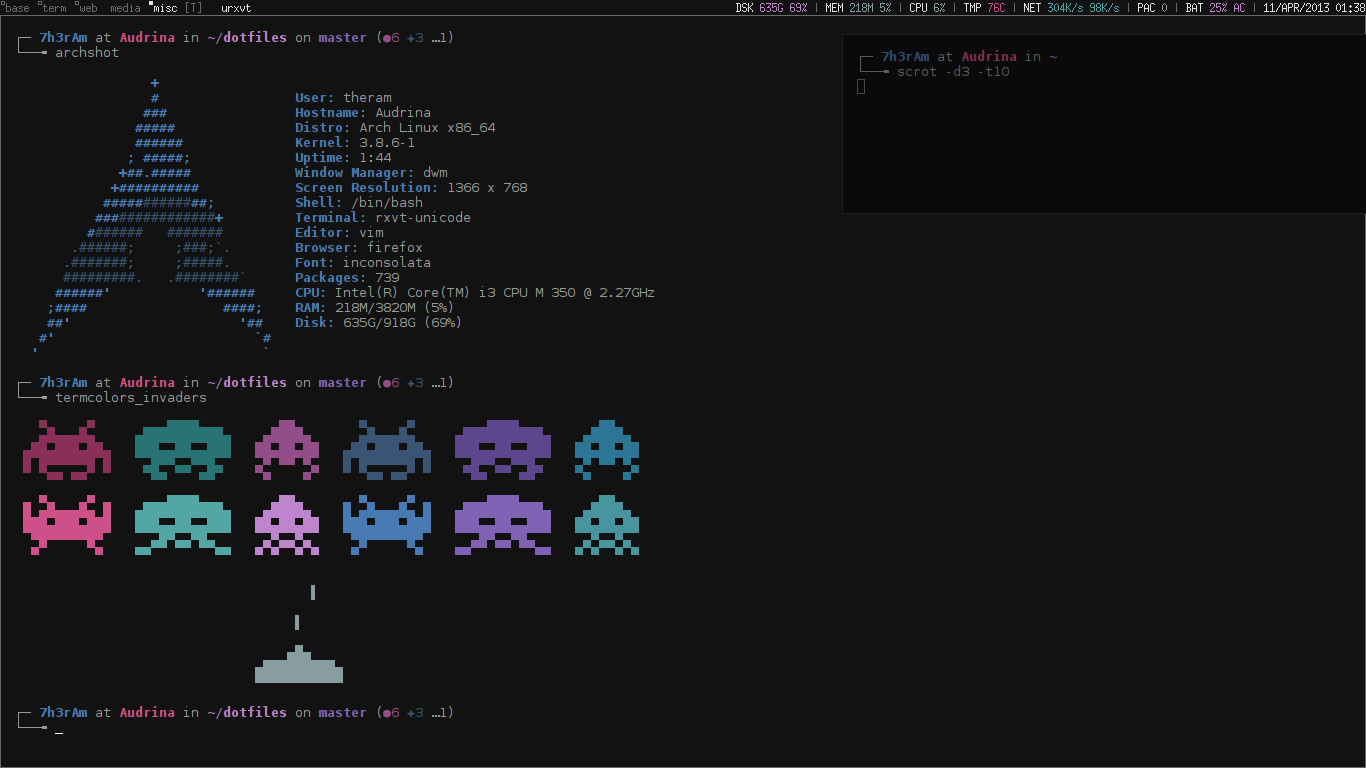 base term web media misc [T] urxvt DSK 635G 69% | MEM 218M 5% | CPU 6% | TMP 76C | NET 304K/s 98K/s | PAC 0 | BAT 25% AC | 11/APR/2013 01:38
7h3rAm at Audrina in ~/dotfiles on master (●6 +3 …1)
archshot
+
#
###
#####
######
; #####;
+##.#####
+##########
#############;
###############+
####### #######
.######; ;###;`.
.#######; ;#####.
#########. .########`
######' '######
;#### ####;
##' '##
#' `#
' `
User: theram
Hostname: Audrina
Distro: Arch Linux x86_64
Kernel: 3.8.6-1
Uptime: 1:44
Window Manager: dwm
Screen Resolution: 1366 x 768
Shell: /bin/bash
Terminal: rxvt-unicode
Editor: vim
Browser: firefox
Font: inconsolata
Packages: 739
CPU: Intel(R) Core(TM) i3 CPU M 350 @ 2.27GHz
RAM: 218M/3820M (5%)
Disk: 635G/918G (69%)
7h3rAm at Audrina in ~/dotfiles on master (●6 +3 …1)
termcolors_invaders
7h3rAm at Audrina in ~/dotfiles on master (●6 +3 …1)
_
7h3rAm at Audrina in ~
scrot -d3 -t10